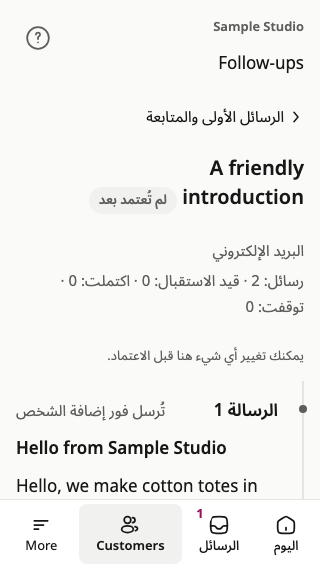 Sample Studio
Follow-ups
الرسائل الأولى والمتابعة
A friendly
introduction لم تُعتمد بعد
البريد الإلكتروني
رسائل: 2 · قيد الاستقبال: 0 · اكتملت: 0 ·
توقفت: 0
يمكنك تغيير أي شيء هنا قبل الاعتماد.
الرسالة 1 تُرسل فور إضافة الشخص
Hello from Sample Studio
Hello, we make cotton totes in
اليوم
1
الرسائل
Customers
More